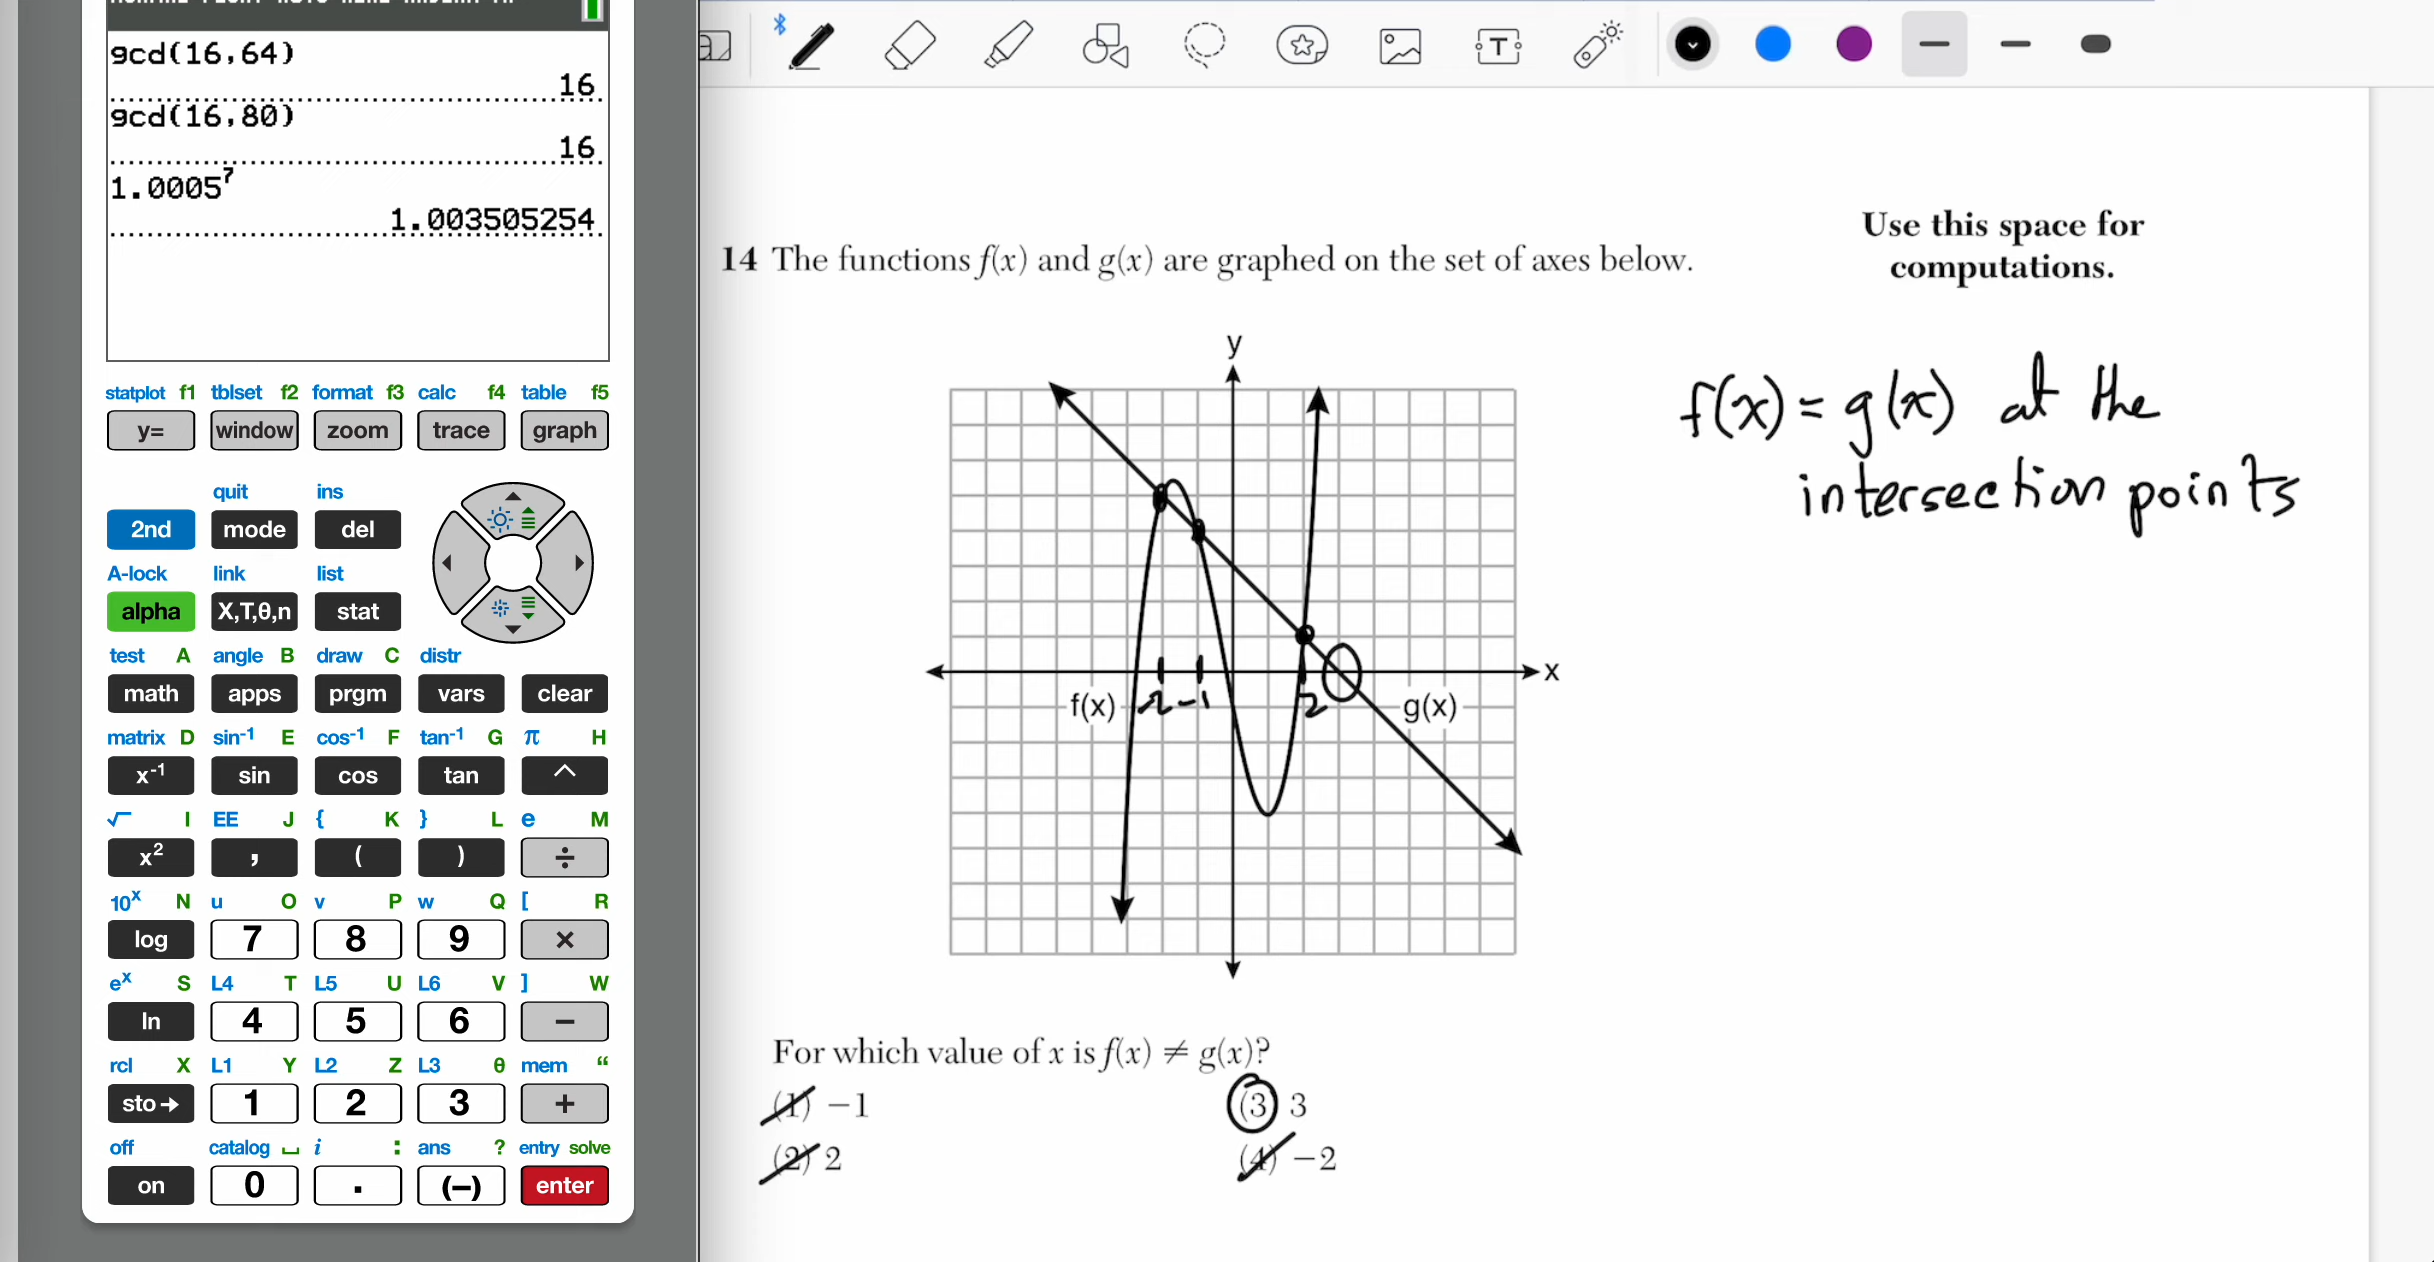 gcd(16,64)
16
gcd(16,80)
16
1.0005⁷
1.003505254
statplot f1 tblset f2 format f3 calc f4 table f5
y= window zoom trace graph
quit ins
2nd mode del
A-lock link list
alpha X,T,θ,n stat
test A angle B draw C distr
math apps prgm vars clear
matrix D sin⁻¹ E cos⁻¹ F tan⁻¹ G π H
x⁻¹ sin cos tan ^
√ I EE J { K } L e M
x² , ( ) ÷
10ˣ N u O v P w Q [ R
log 7 8 9 ×
eˣ S L4 T L5 U L6 V ] W
ln 4 5 6 −
rcl X L1 Y L2 Z L3 θ mem “
sto→ 1 2 3 +
off catalog ⎵ i : ans ? entry solve
on 0 . (−) enter
T
14 The functions f(x) and g(x) are graphed on the set of axes below.
Use this space for
computations.
y
x
f(x) -2 -1 2 g(x)
f(x) = g(x) at the
intersection points
For which value of x is f(x) ≠ g(x)?
(1) −1 (3) 3
(2) 2 (4) −2